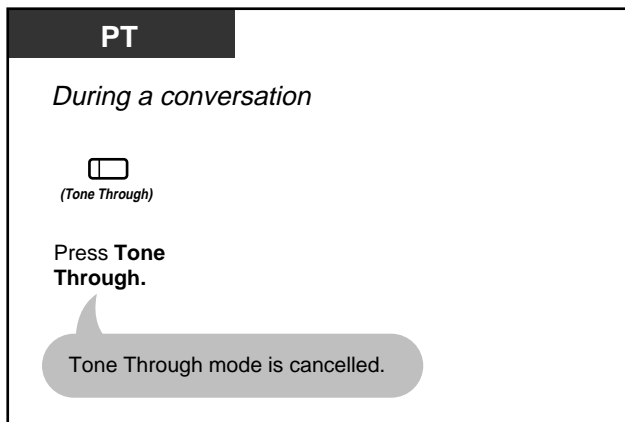 PT
During a conversation
(Tone Through)
Press Tone
Through.
Tone Through mode is cancelled.